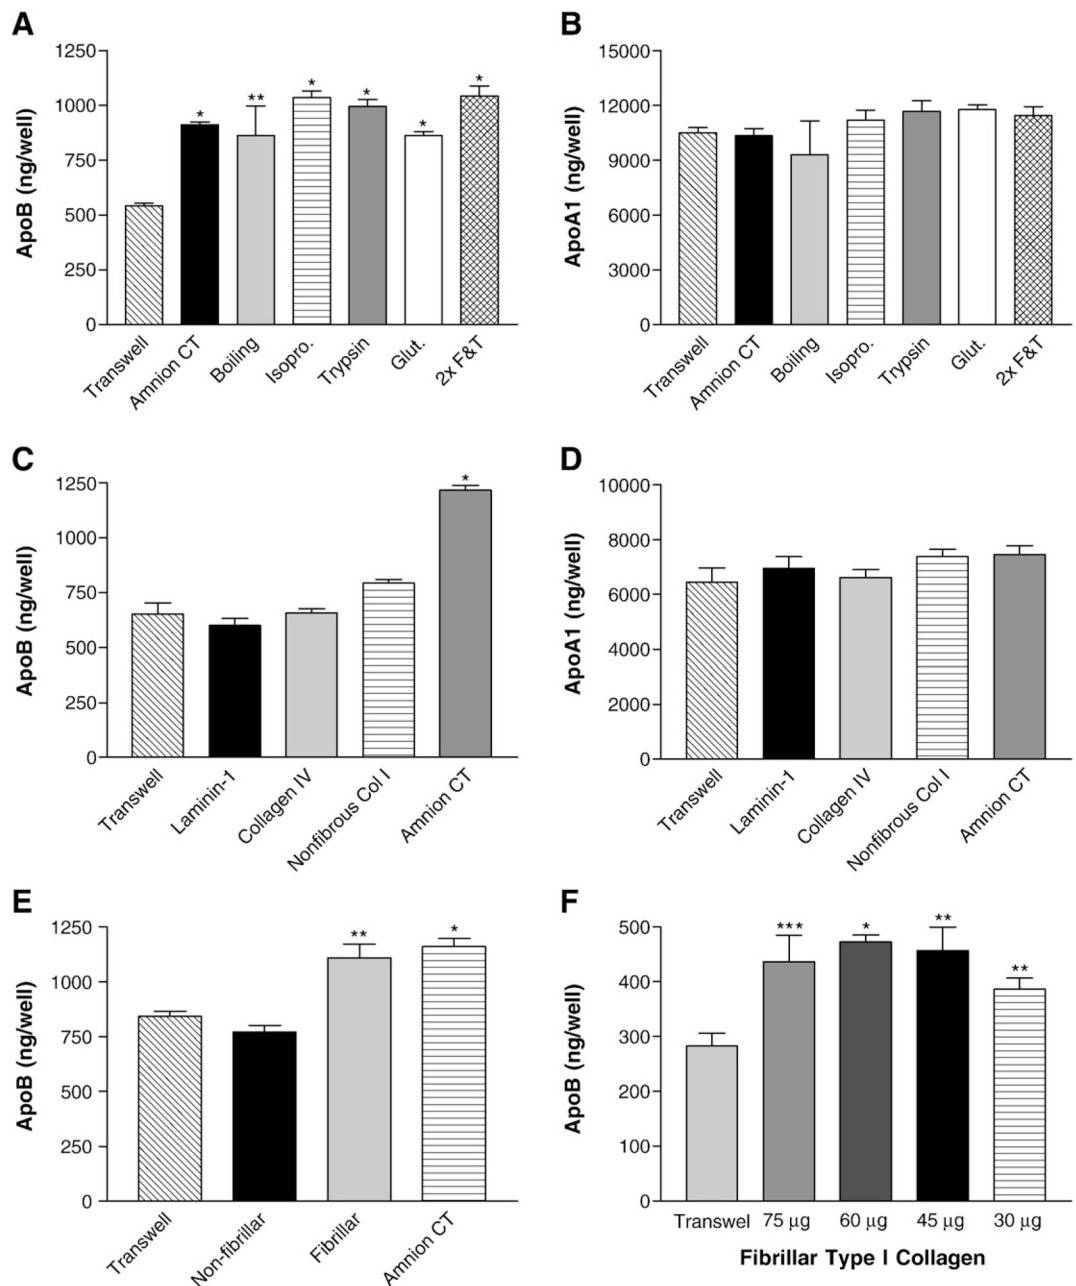 A
ApoB (ng/well)
1250
1000
750
500
250
0
*
**
*
*
*
*
Transwell
Amnion CT
Boiling
Isopro.
Trypsin
Glut.
2x F&T
B
ApoA1 (ng/well)
15000
12000
9000
6000
3000
0
Transwell
Amnion CT
Boiling
Isopro.
Trypsin
Glut.
2x F&T
C
ApoB (ng/well)
1250
1000
750
500
250
0
*
Transwell
Laminin-1
Collagen IV
Nonfibrous Col I
Amnion CT
D
ApoA1 (ng/well)
10000
8000
6000
4000
2000
0
Transwell
Laminin-1
Collagen IV
Nonfibrous Col I
Amnion CT
E
ApoB (ng/well)
1250
1000
750
500
250
0
**
*
Transwell
Non-fibrillar
Fibrillar
Amnion CT
F
ApoB (ng/well)
500
400
300
200
100
0
***
*
**
**
Transwel
75 µg
60 µg
45 µg
30 µg
Fibrillar Type I Collagen